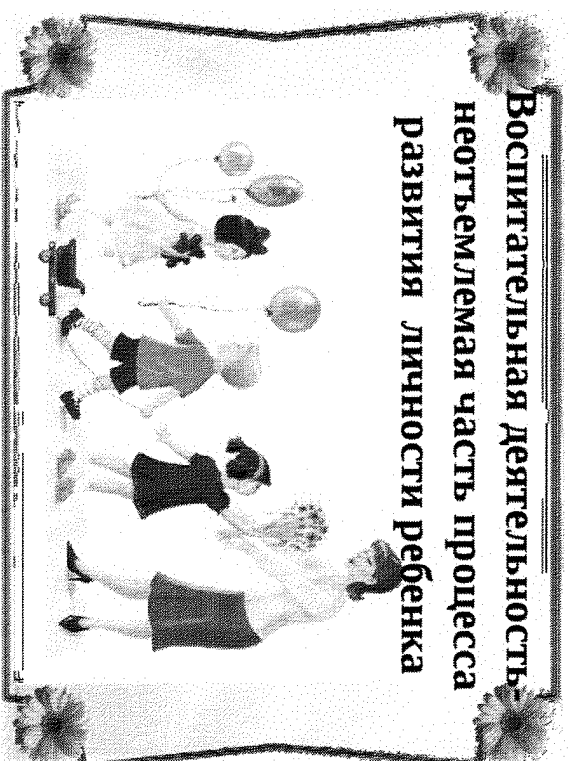 Воспитательная деятельность-
неотъемлемая часть процесса
развития личности ребенка